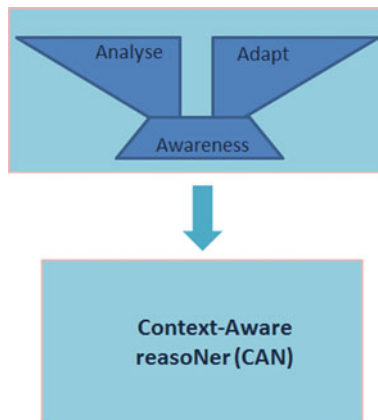 Analyse
Adapt
Awareness
Context-Aware
reasoNer (CAN)